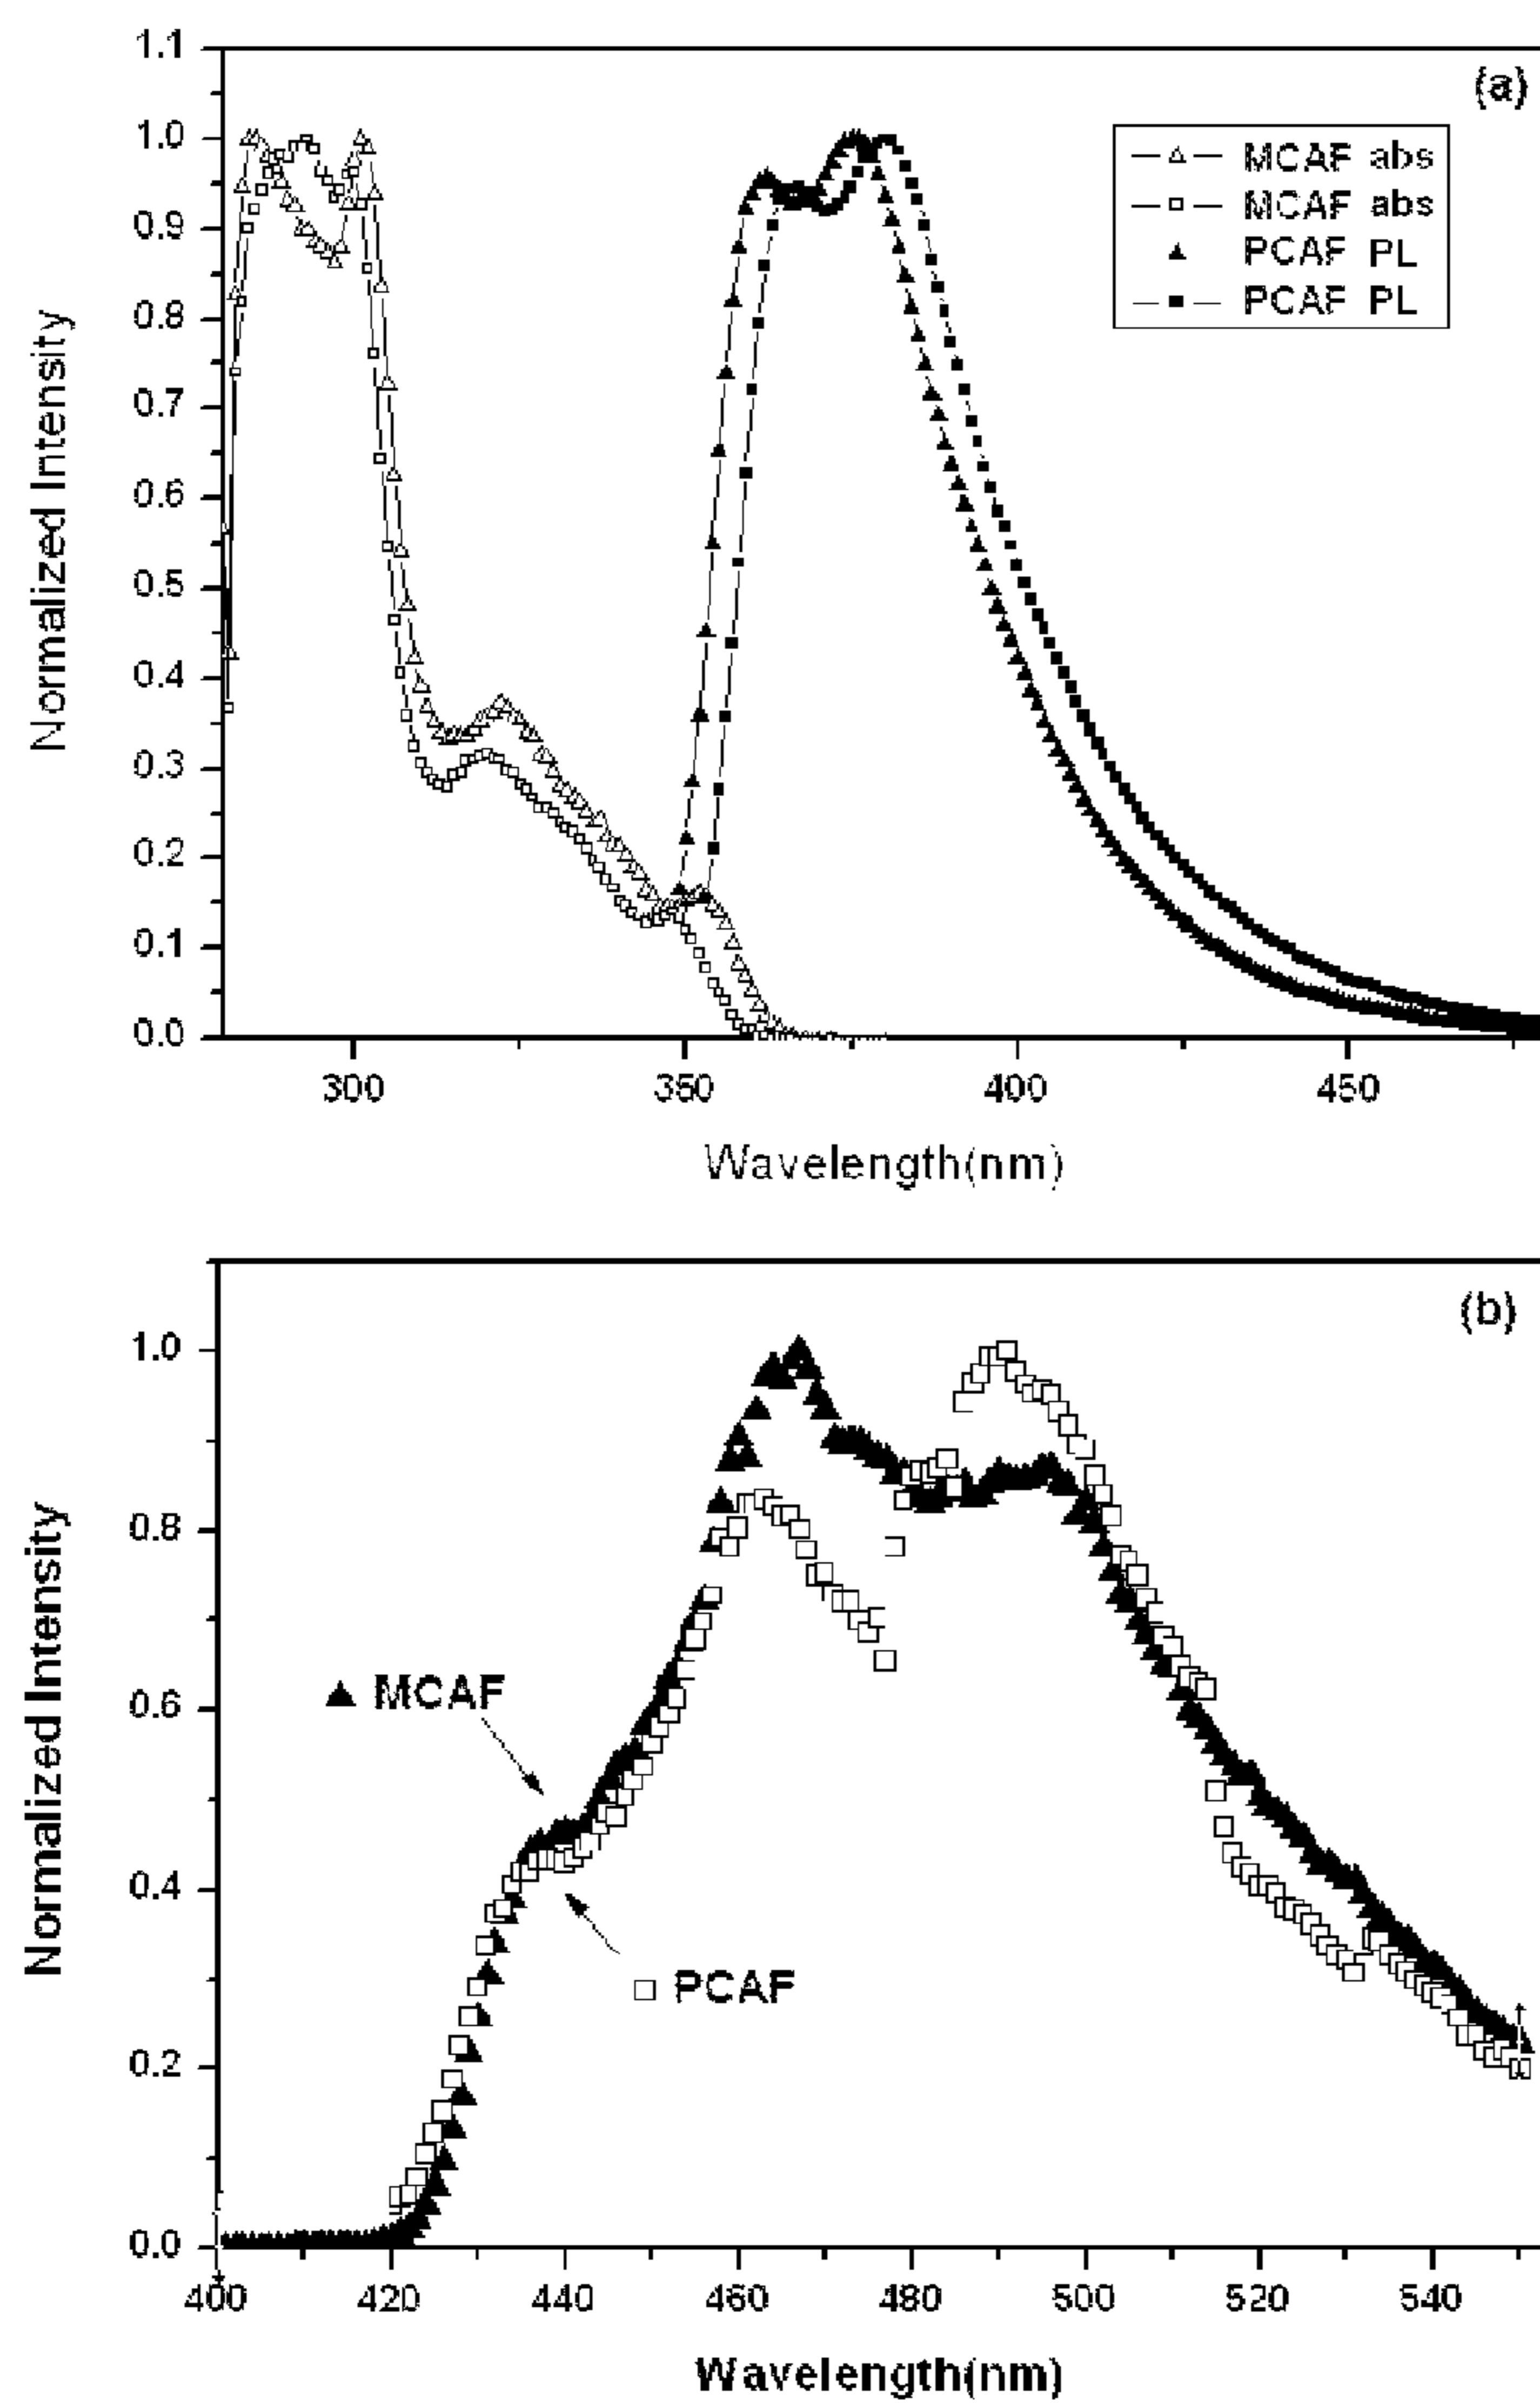 (a)
1.1
1.0
0.9
0.8
0.7
0.6
0.5
0.4
0.3
0.2
0.1
0.0
Normalized Intensity
MCAF abs
MCAF abs
PCAF PL
PCAF PL
300 350 400 450
Wavelength(nm)
(b)
1.0
0.8
0.6
0.4
0.2
0.0
Normalized Intensity
MCAF
PCAF
400 420 440 460 480 500 520 540
Wavelength(nm)